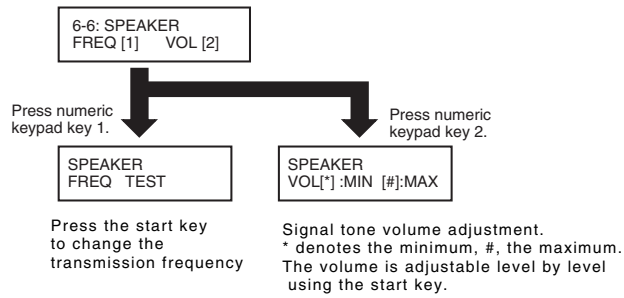 6-6: SPEAKER
FREQ [1] VOL [2]
Press numeric
keypad key 1.
Press numeric
keypad key 2.
SPEAKER
FREQ TEST
SPEAKER
VOL[*] :MIN [#]:MAX
Press the start key
to change the
transmission frequency
Signal tone volume adjustment.
* denotes the minimum, #, the maximum.
The volume is adjustable level by level
using the start key.